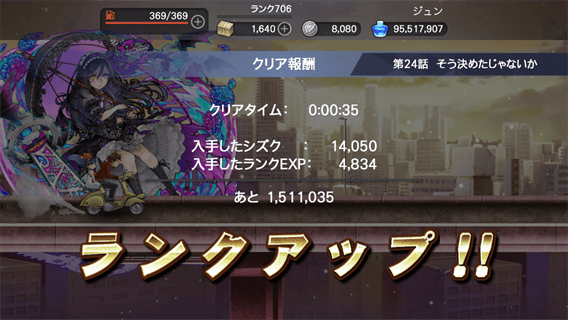 ランク706
369/369
1,640
8,080
ジュン
95,517,907
クリア報酬
第24話 そう決めたじゃないか
クリアタイム： 0:00:35
入手したシズク ： 14,050
入手したランクEXP： 4,834
あと 1,511,035
ランクアップ!!